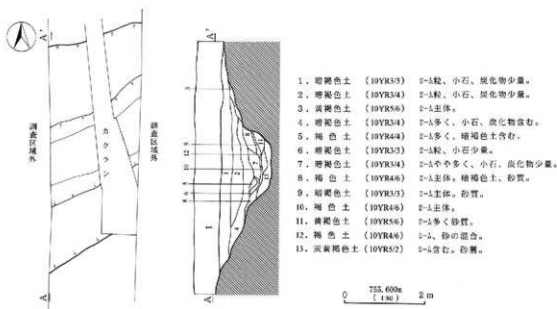 A'
A'
調査区域外
カクラン
調査区域外
A
A
I
1. 暗褐色土 (10YR3/3) ローム粒、小石、炭化物少量。
2. 暗褐色土 (10YR3/4) ローム粒、小石、炭化物少量。
3. 黄褐色土 (10YR5/6) ローム主体。
4. 暗褐色土 (10YR3/4) ローム多く、小石、炭化物含む。
5. 褐色土 (10YR4/4) ローム多く、暗褐色土含む。
6. 暗褐色土 (10YR3/3) ローム粒、小石少量。
7. 暗褐色土 (10YR3/4) ロームやや多く、小石、炭化物少量。
8. 褐色土 (10YR4/6) ローム主体。暗褐色土、砂質。
9. 暗褐色土 (10YR3/3) ローム主体。砂質。
10. 褐色土 (10YR4/6) ローム主体。
11. 黄褐色土 (10YR5/6) ローム多く砂質。
12. 褐色土 (10YR4/6) ローム、砂の混合。
13. 灰黄褐色土 (10YR5/2) ローム含む。砂層。
755.600m
0 2 m